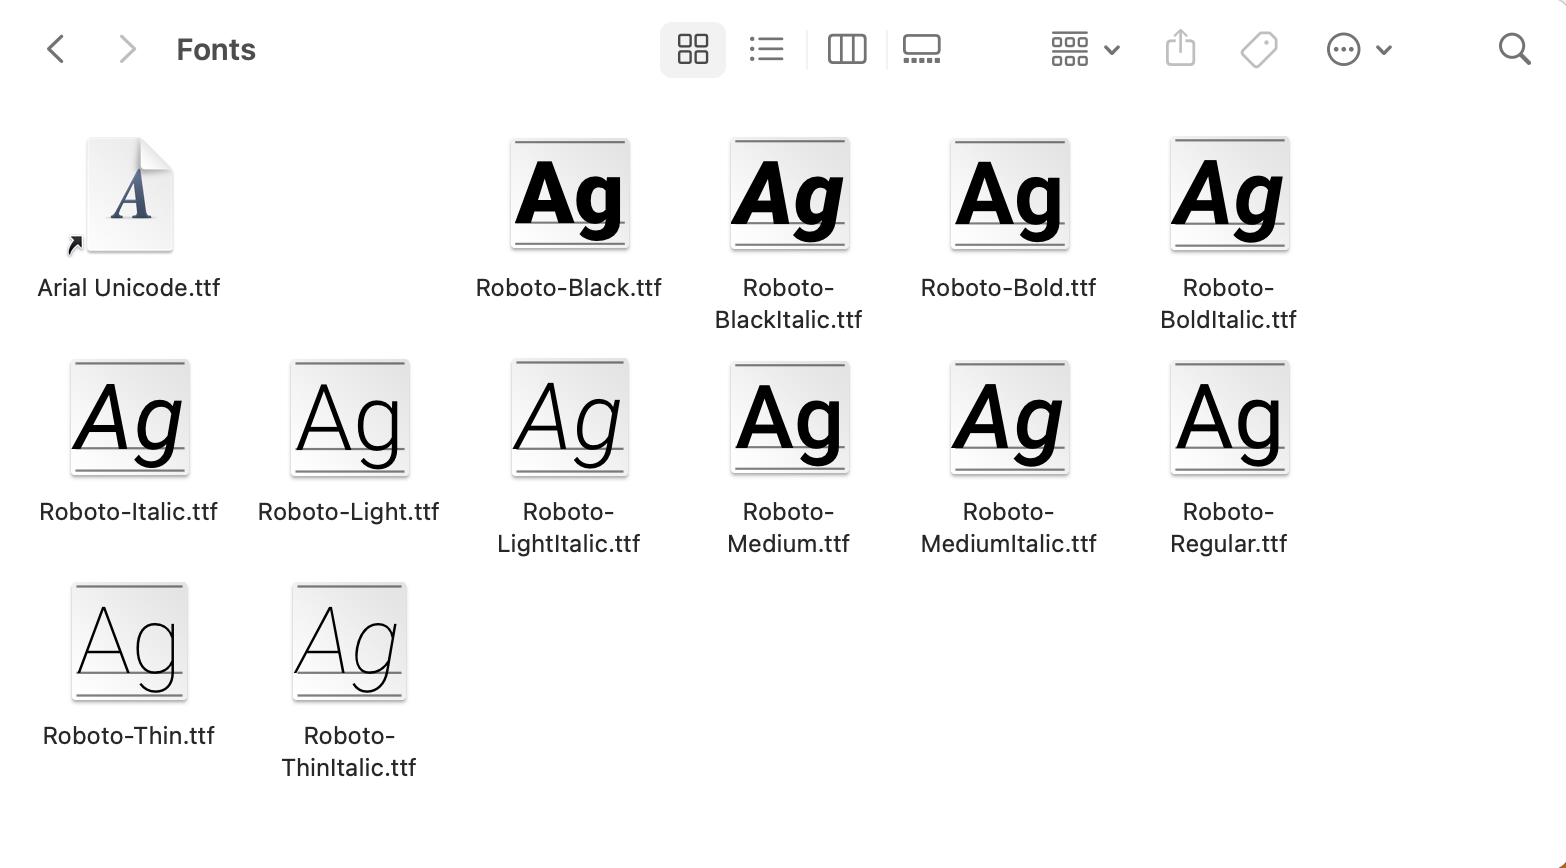 Fonts
A
Ag
Ag
Ag
Ag
Arial Unicode.ttf
Roboto-Black.ttf
Roboto-
BlackItalic.ttf
Roboto-Bold.ttf
Roboto-
BoldItalic.ttf
Ag
Ag
Ag
Ag
Ag
Ag
Roboto-Italic.ttf
Roboto-Light.ttf
Roboto-
LightItalic.ttf
Roboto-
Medium.ttf
Roboto-
MediumItalic.ttf
Roboto-
Regular.ttf
Ag
Ag
Roboto-Thin.ttf
Roboto-
ThinItalic.ttf